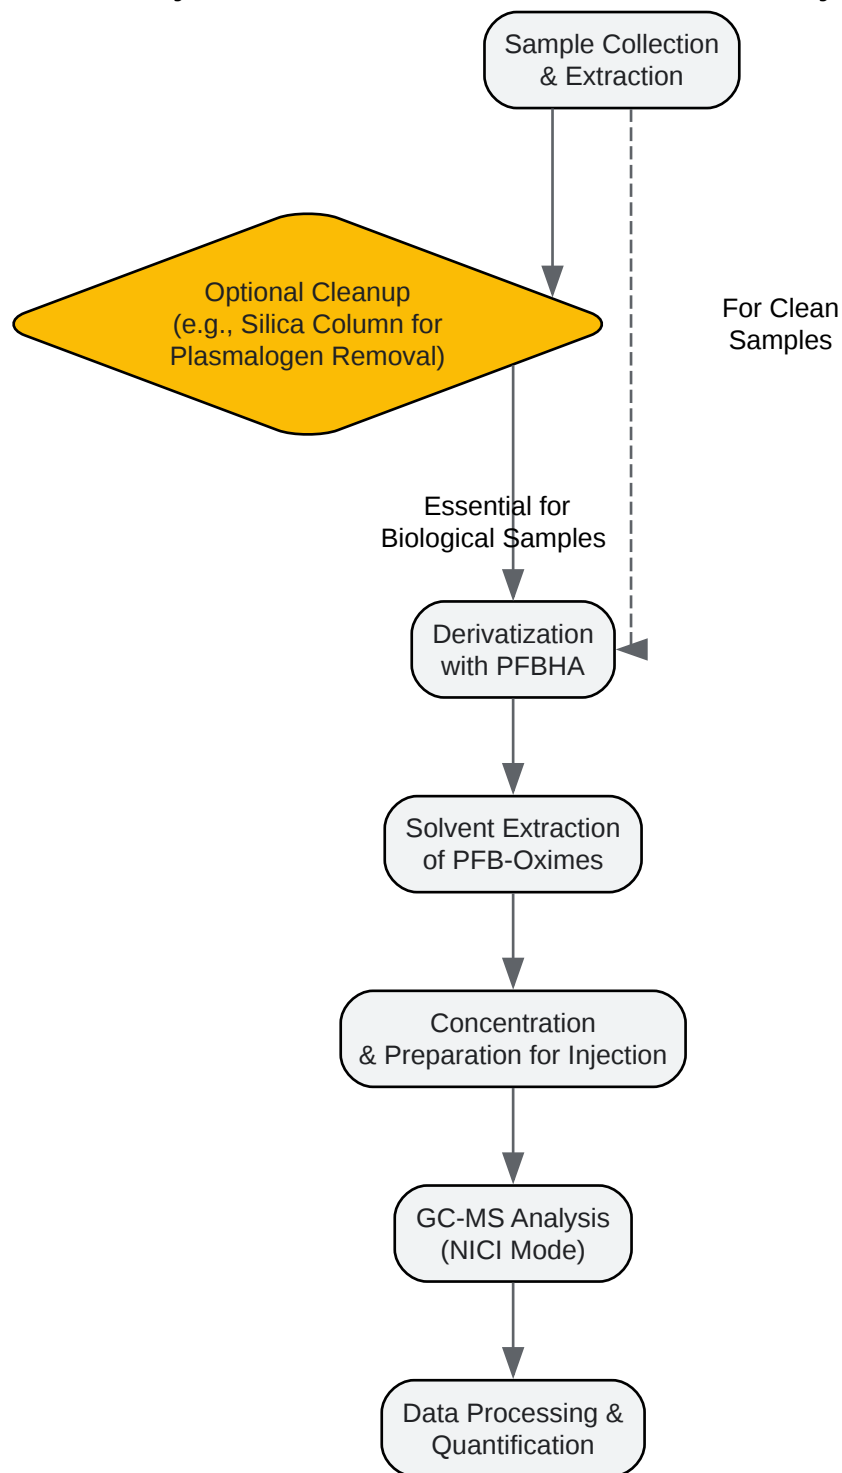 Sample Collection
& Extraction
Optional Cleanup
(e.g., Silica Column for
Plasmalogen Removal)
For Clean
Samples
Essential for
Biological Samples
Derivatization
with PFBHA
Solvent Extraction
of PFB-Oximes
Concentration
& Preparation for Injection
GC-MS Analysis
(NICI Mode)
Data Processing &
Quantification